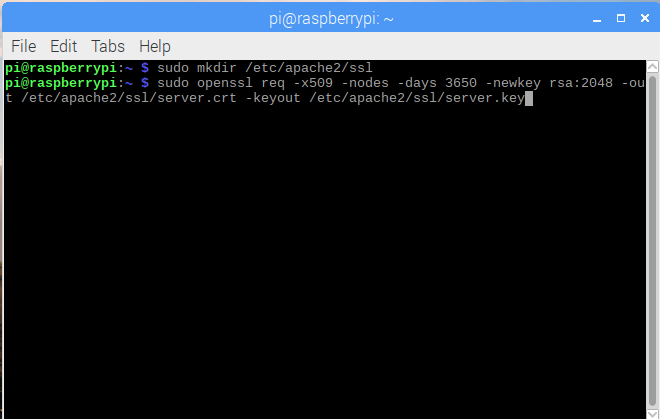 pi@raspberrypi: ~
File Edit Tabs Help
pi@raspberrypi:~ $ sudo mkdir /etc/apache2/ssl
pi@raspberrypi:~ $ sudo openssl req -x509 -nodes -days 3650 -newkey rsa:2048 -ou
t /etc/apache2/ssl/server.crt -keyout /etc/apache2/ssl/server.key